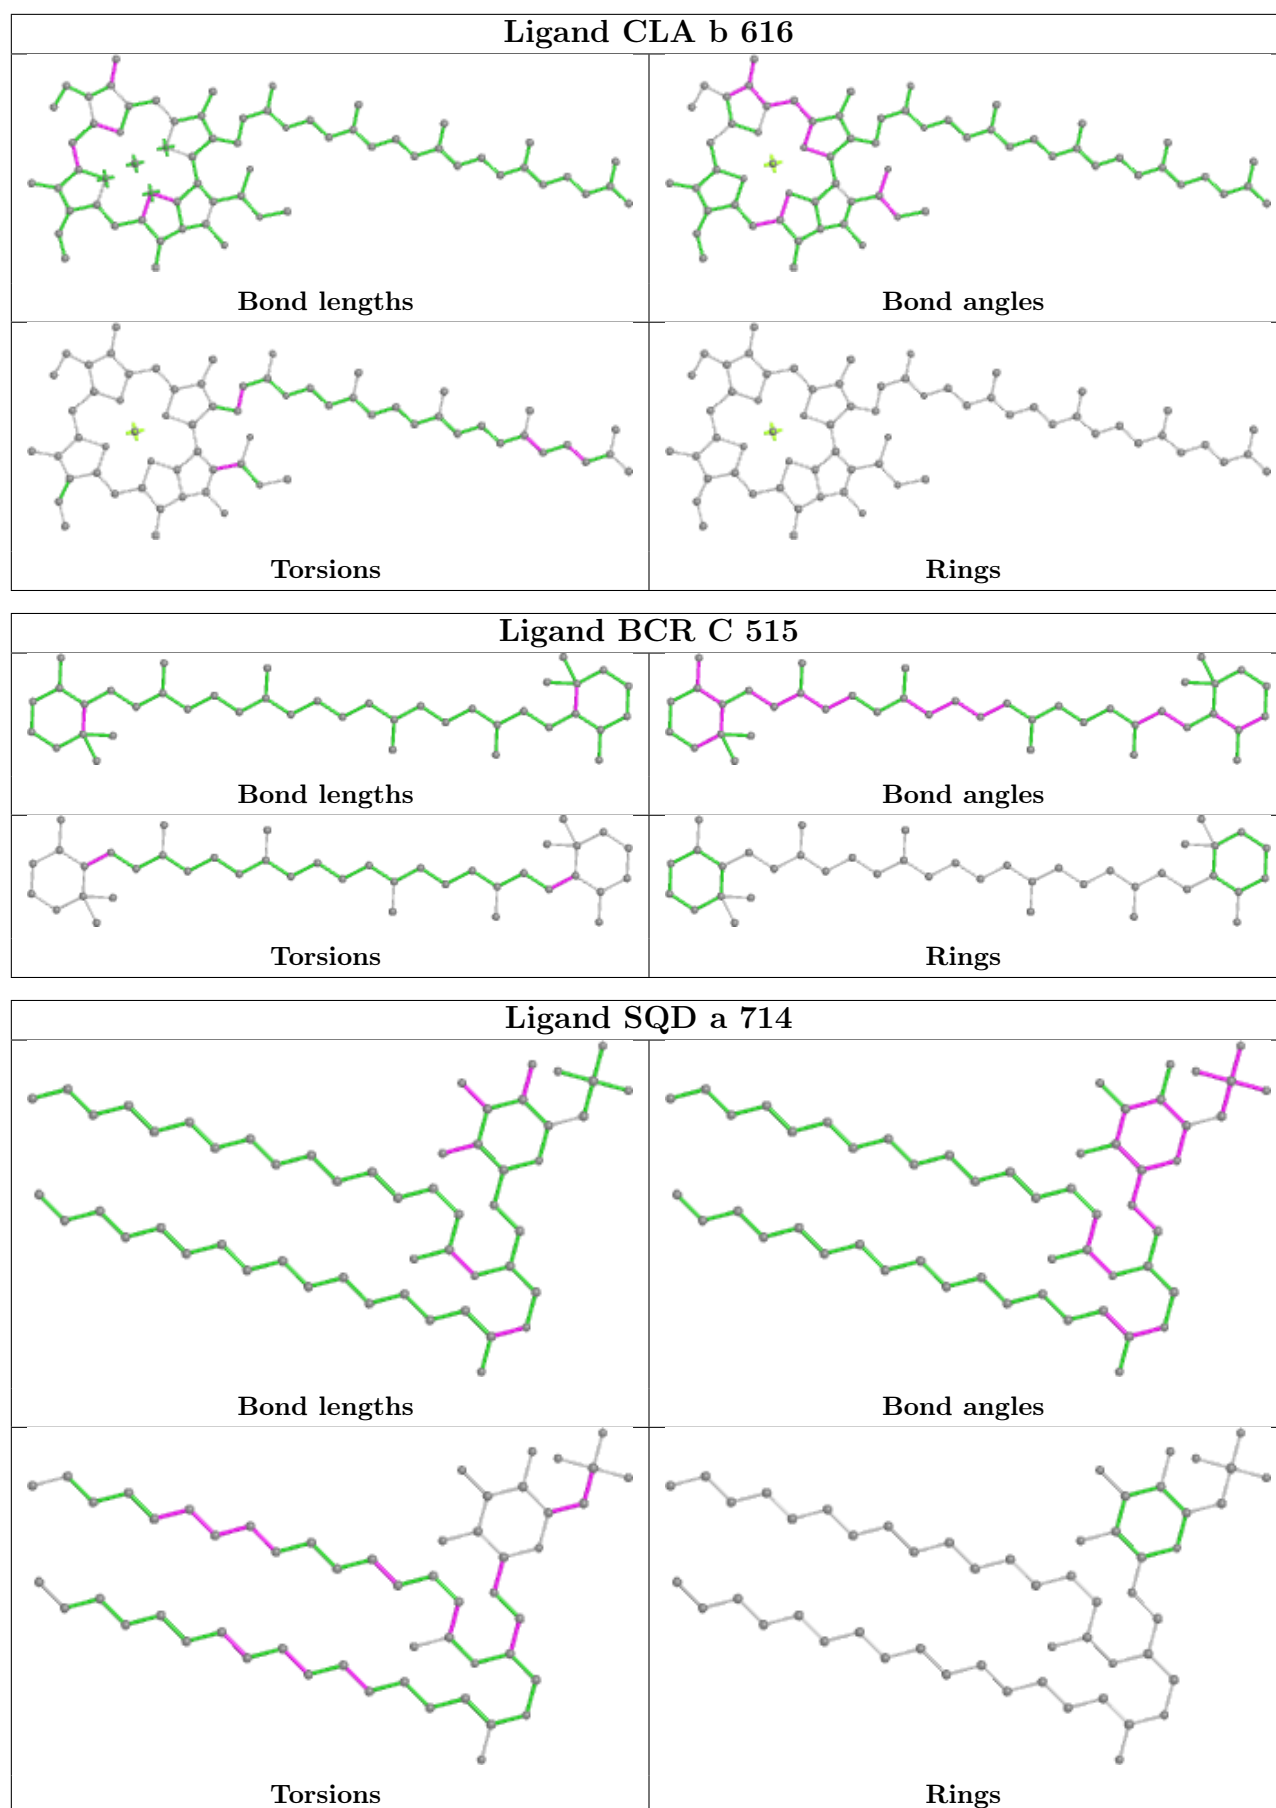 Ligand CLA b 616
Bond lengths
Bond angles
Torsions
Rings
Ligand BCR C 515
Bond lengths
Bond angles
Torsions
Rings
Ligand SQD a 714
Bond lengths
Bond angles
Torsions
Rings